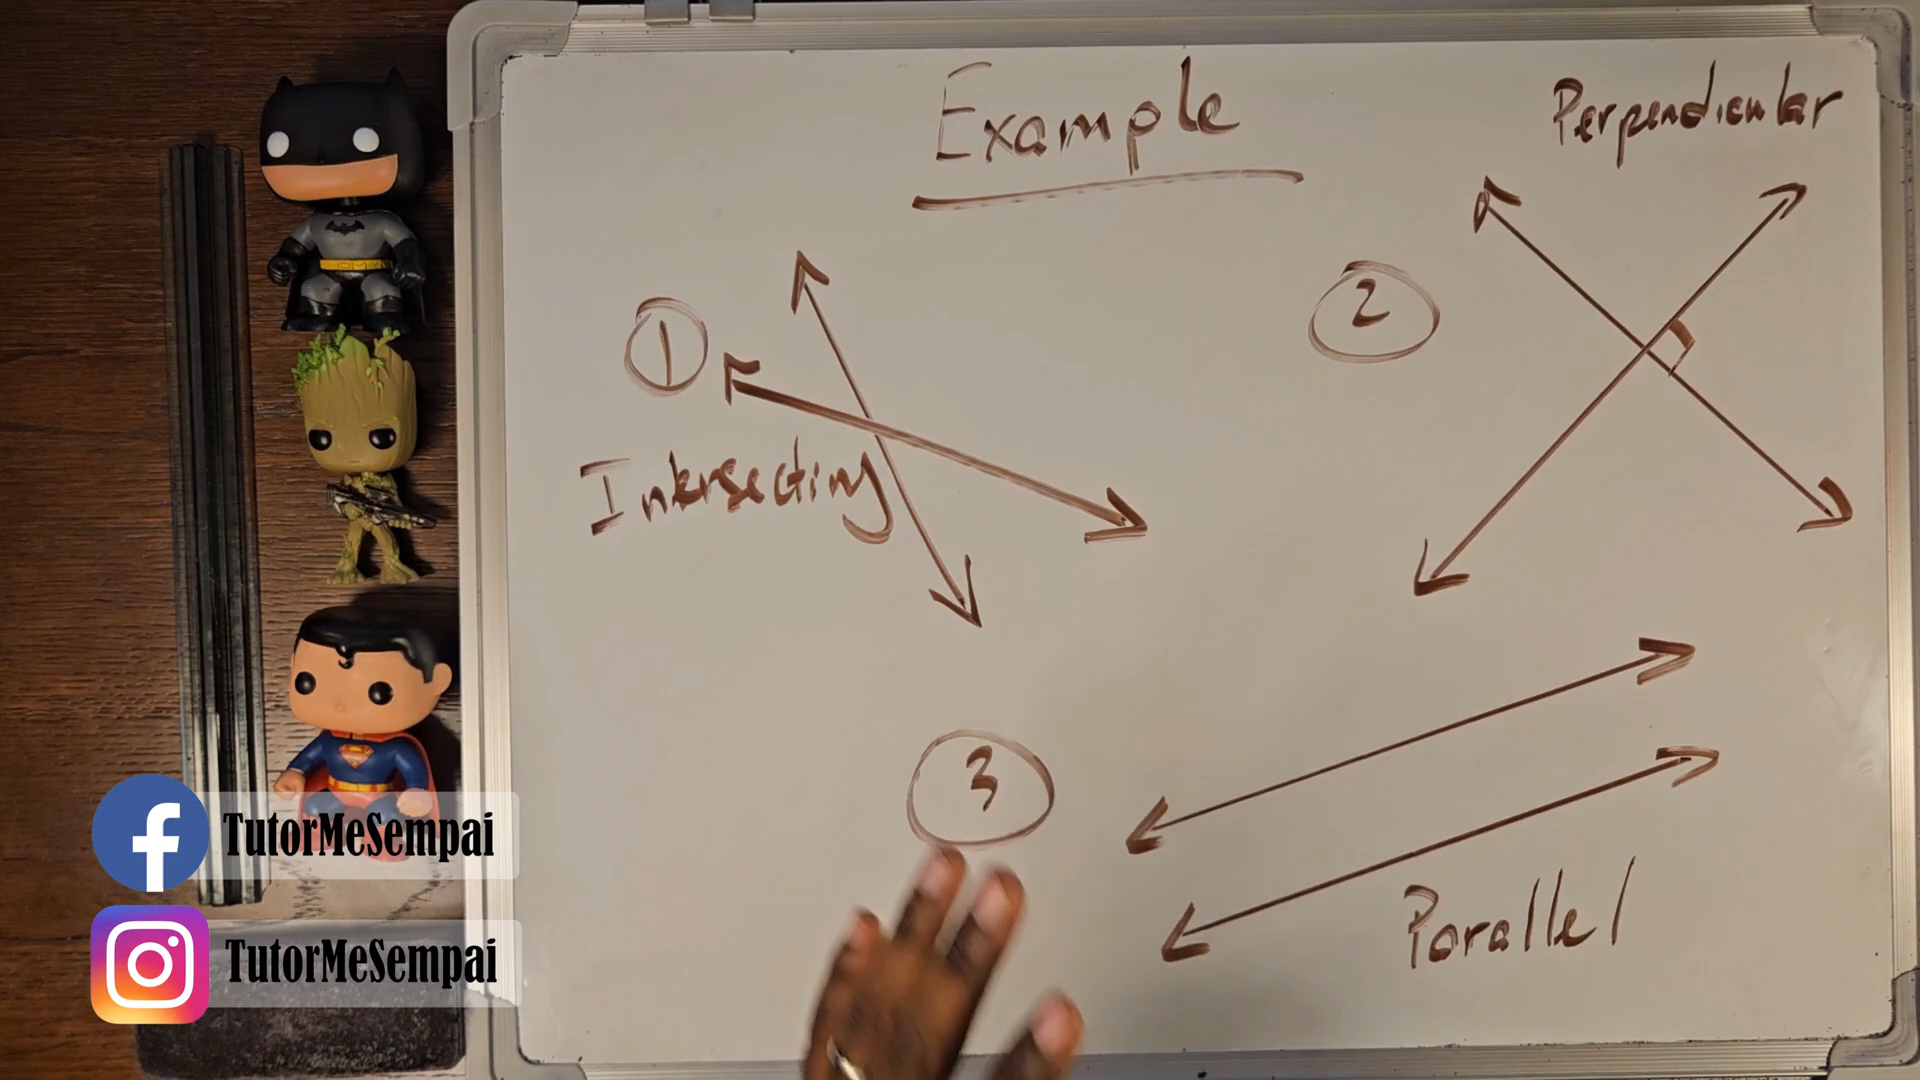 Example
Perpendicular
1
2
Intersecting
3
Parallel
TutorMeSempai
TutorMeSempai